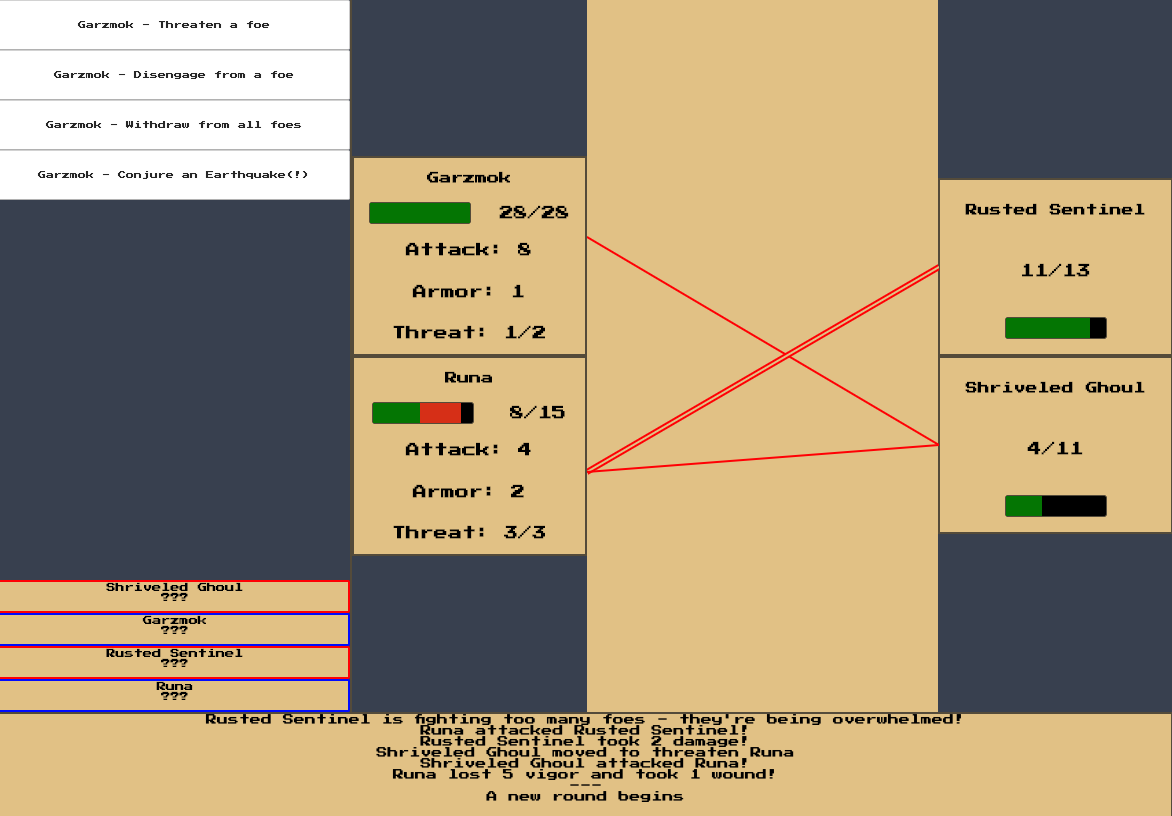 Garzmok - Threaten a foe
Garzmok - Disengage from a foe
Garzmok - Withdraw from all foes
Garzmok - Conjure an Earthquake(!)
Garzmok
28/28
Attack: 8
Armor: 1
Threat: 1/2
Runa
8/15
Attack: 4
Armor: 2
Threat: 3/3
Rusted Sentinel
11/13
Shriveled Ghoul
4/11
Shriveled Ghoul
???
Garzmok
???
Rusted Sentinel
???
Runa
???
Rusted Sentinel is fighting too many foes - they're being overwhelmed!
Runa attacked Rusted Sentinel!
Rusted Sentinel took 2 damage!
Shriveled Ghoul moved to threaten Runa
Shriveled Ghoul attacked Runa!
Runa lost 5 vigor and took 1 wound!
---
A new round begins